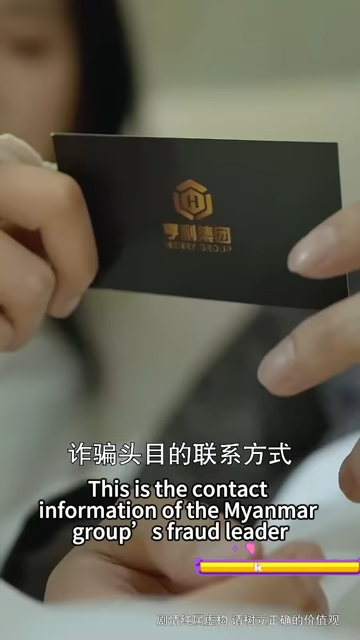 H
亨利集团
HENRY GROUP
诈骗头目的联系方式
This is the contact
information of the Myanmar
group's fraud leader
k
剧情纯属虚构 请树立正确的价值观